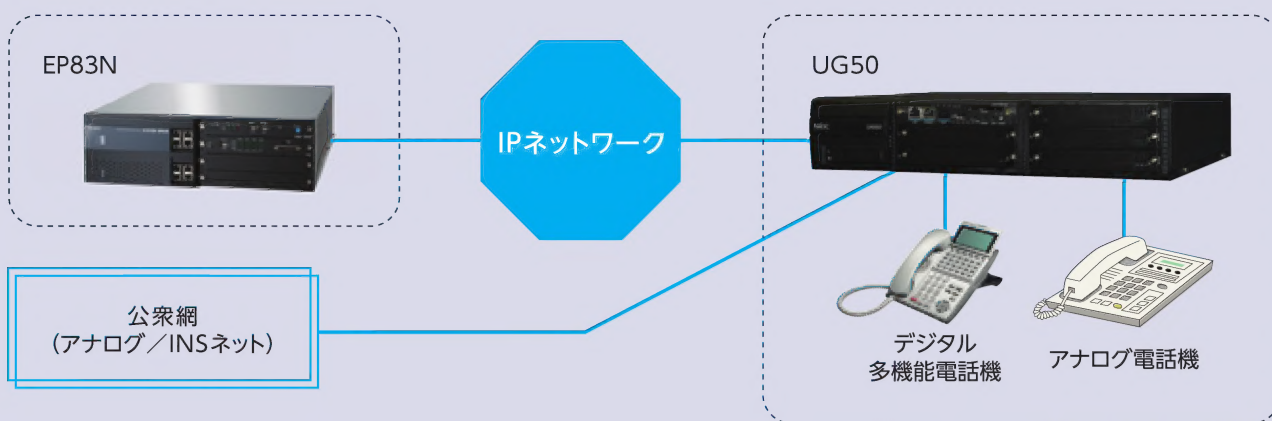 EP83N
IPネットワーク
UG50
公衆網
(アナログ／INSネット)
デジタル
多機能電話機
アナログ電話機